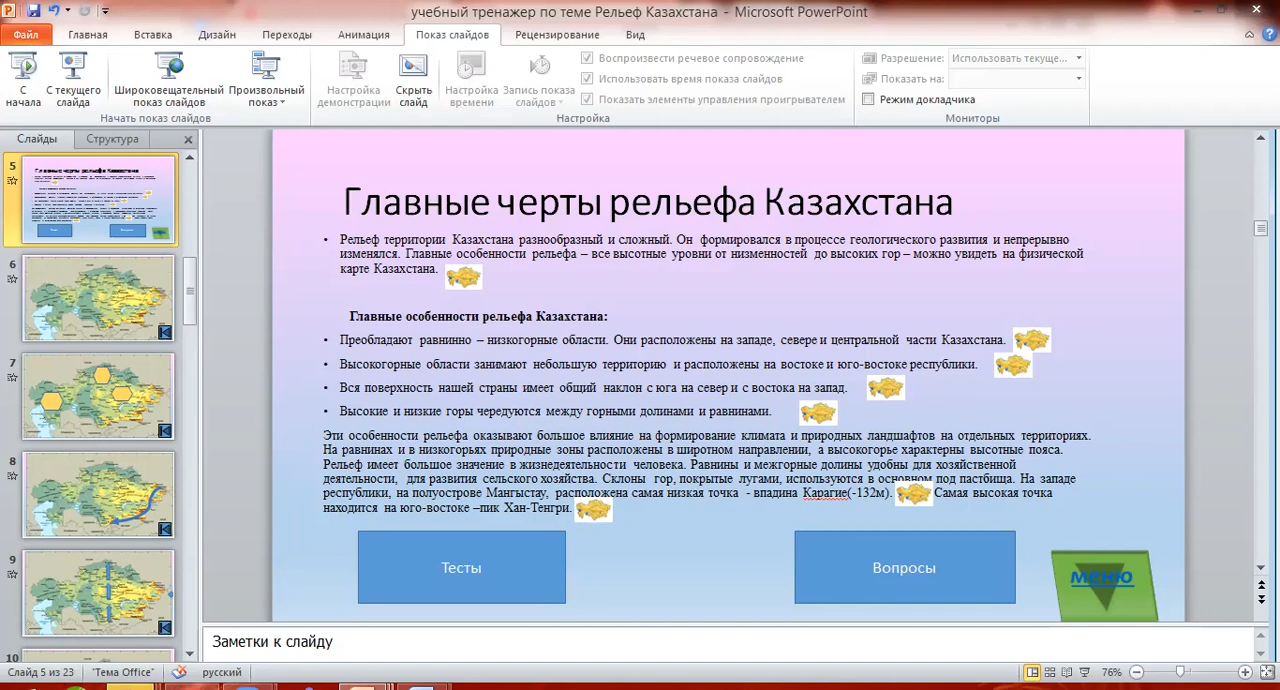 учебный тренажер по теме Рельеф Казахстана - Microsoft PowerPoint
Файл Главная Вставка Дизайн Переходы Анимация Показ слайдов Рецензирование Вид
С начала
С текущего слайда
Широковещательный показ слайдов
Произвольный показ
Настройка демонстрации
Скрыть слайд
Настройка времени
Запись показа слайдов
Воспроизвести речевое сопровождение
Использовать время показа слайдов
Показать элементы управления проигрывателем
Разрешение: Использовать текуще...
Показать на:
Режим докладчика
Начать показ слайдов
Настройка
Мониторы
Слайды Структура
5
6
7
8
9
10
Главные черты рельефа Казахстана
• Рельеф территории Казахстана разнообразный и сложный. Он формировался в процессе геологического развития и непрерывно
изменялся. Главные особенности рельефа – все высотные уровни от низменностей до высоких гор – можно увидеть на физической
карте Казахстана.
Главные особенности рельефа Казахстана:
• Преобладают равнинно – низкогорные области. Они расположены на западе, севере и центральной части Казахстана.
• Высокогорные области занимают небольшую территорию и расположены на востоке и юго-востоке республики.
• Вся поверхность нашей страны имеет общий наклон с юга на север и с востока на запад.
• Высокие и низкие горы чередуются между горными долинами и равнинами.
Эти особенности рельефа оказывают большое влияние на формирование климата и природных ландшафтов на отдельных территориях.
На равнинах и в низкогорьях природные зоны расположены в широтном направлении, а высокогорье характерны высотные пояса.
Рельеф имеет большое значение в жизнедеятельности человека. Равнины и межгорные долины удобны для хозяйственной
деятельности, для развития сельского хозяйства. Склоны гор, покрытые лугами, используются в основном под пастбища. На западе
республики, на полуострове Мангыстау, расположена самая низкая точка - впадина Карагие(-132м). Самая высокая точка
находится на юго-востоке –пик Хан-Тенгри.
Тесты
Вопросы
меню
Заметки к слайду
Слайд 5 из 23 "Тема Office" русский 76%